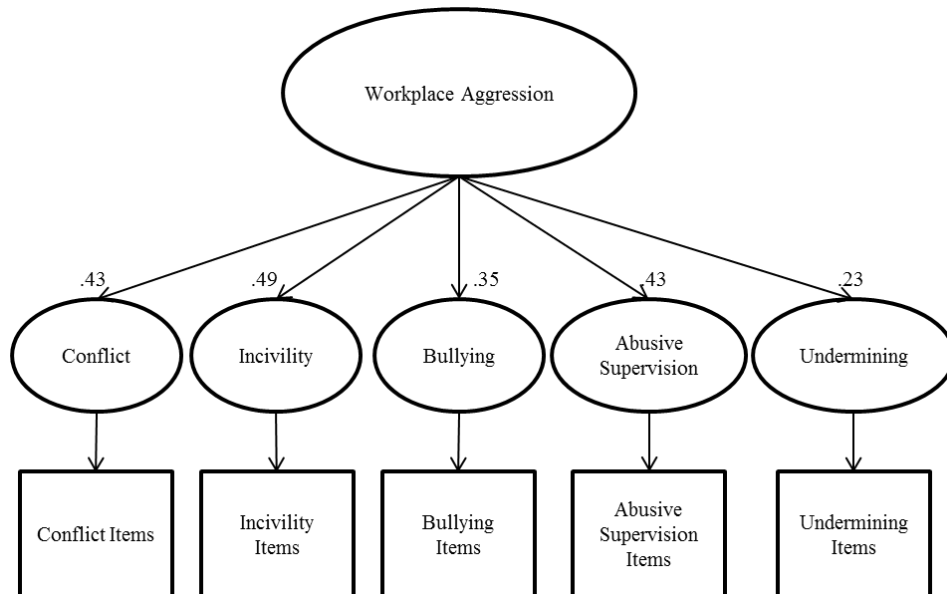 Workplace Aggression
.43
.49
.35
.43
.23
Conflict
Incivility
Bullying
Abusive
Supervision
Undermining
Conflict Items
Incivility
Items
Bullying
Items
Abusive
Supervision
Items
Undermining
Items